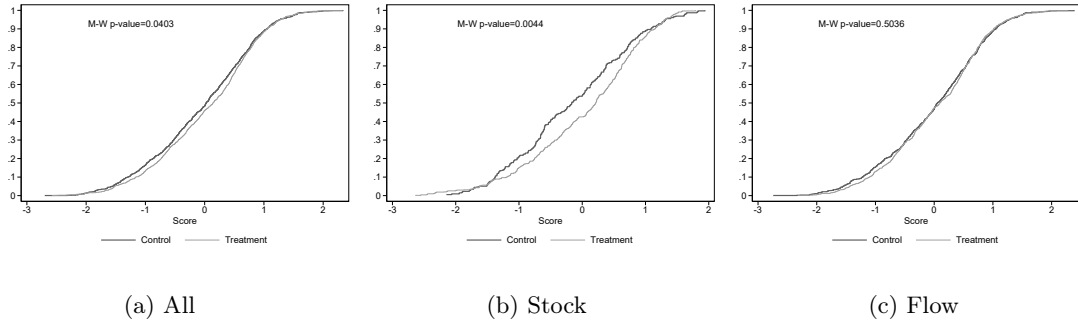 M-W p-value=0.0403
1
.9
.8
.7
.6
.5
.4
.3
.2
.1
0
-3 -2 -1 0 1 2
Score
Control Treatment
(a) All
M-W p-value=0.0044
1
.9
.8
.7
.6
.5
.4
.3
.2
.1
0
-3 -2 -1 0 1 2
Score
Control Treatment
(b) Stock
M-W p-value=0.5036
1
.9
.8
.7
.6
.5
.4
.3
.2
.1
0
-3 -2 -1 0 1 2
Score
Control Treatment
(c) Flow